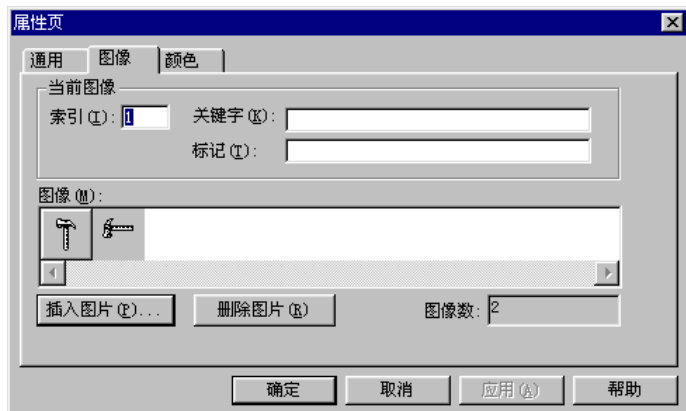 属性页
通用 图像 颜色
当前图像
索引(I): 1 关键字(K):
标记(T):
图像(M):
插入图片(P)... 删除图片(R) 图像数: 2
确定 取消 应用(A) 帮助